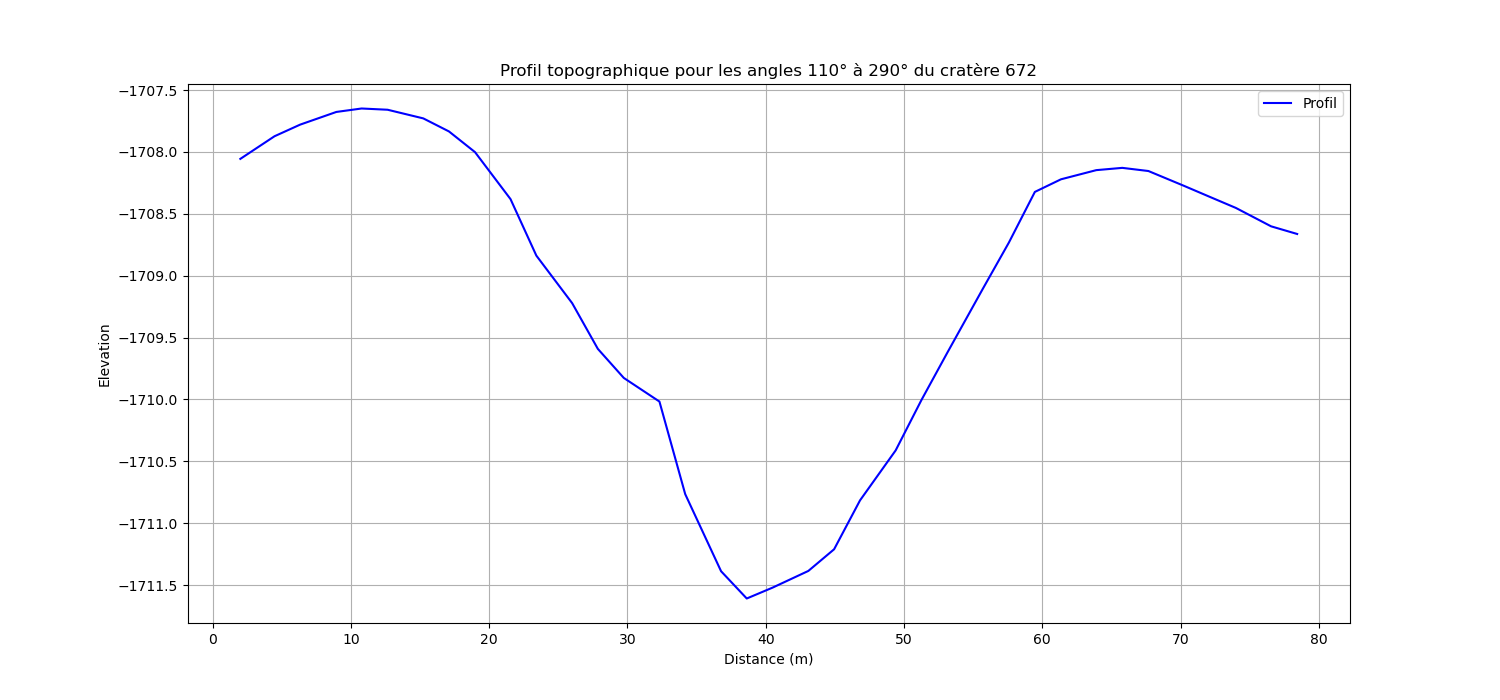 Profil topographique pour les angles 110° à 290° du cratère 672
Profil
−1707.5
−1708.0
−1708.5
−1709.0
−1709.5
−1710.0
−1710.5
−1711.0
−1711.5
Elevation
0 10 20 30 40 50 60 70 80
Distance (m)